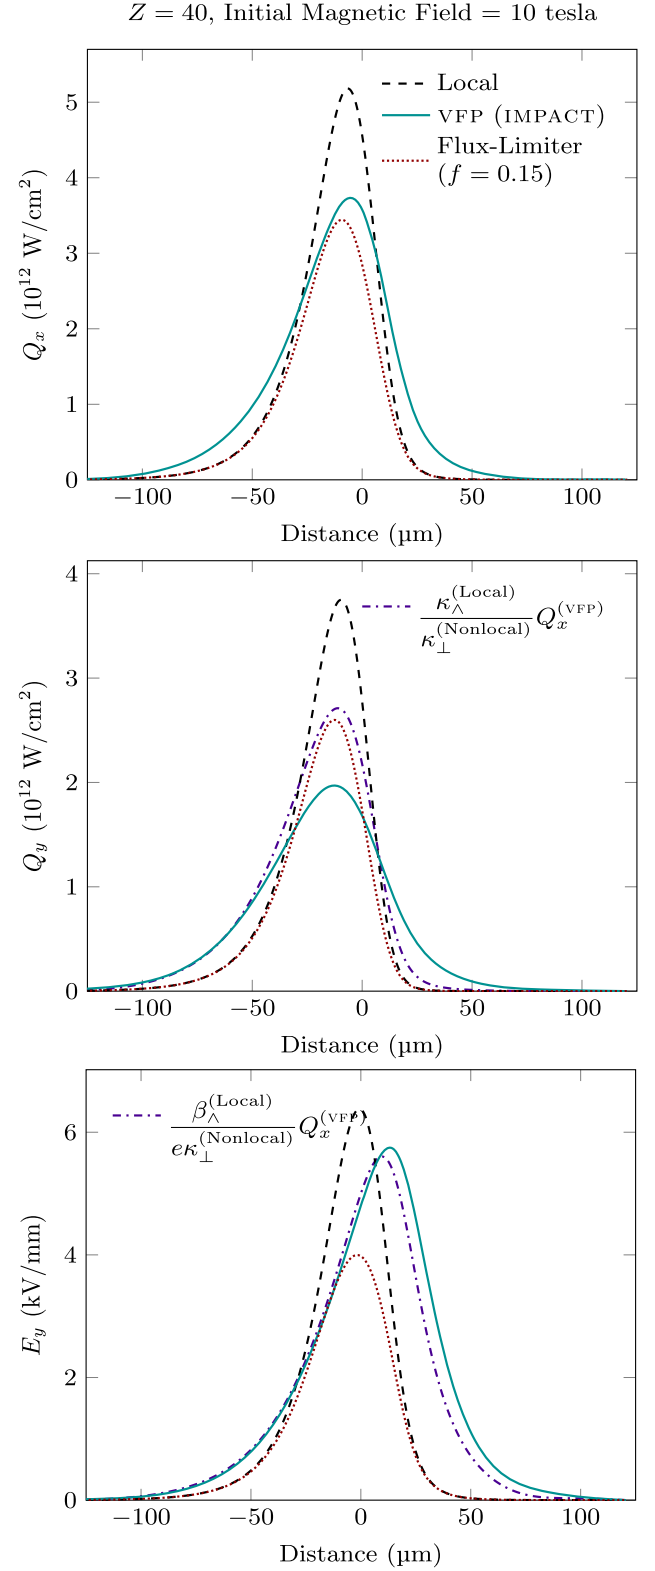 Z = 40, Initial Magnetic Field = 10 tesla
Local
VFP (IMPACT)
Flux-Limiter
(f = 0.15)
Q_x (10^12 W/cm^2)
5
4
3
2
1
0
−100 −50 0 50 100
Distance (µm)
κ_∧^(Local) / κ_⊥^(Nonlocal) Q_x^(VFP)
Q_y (10^12 W/cm^2)
4
3
2
1
0
−100 −50 0 50 100
Distance (µm)
β_∧^(Local) / eκ_⊥^(Nonlocal) Q_x^(VFP)
E_y (kV/mm)
6
4
2
0
−100 −50 0 50 100
Distance (µm)